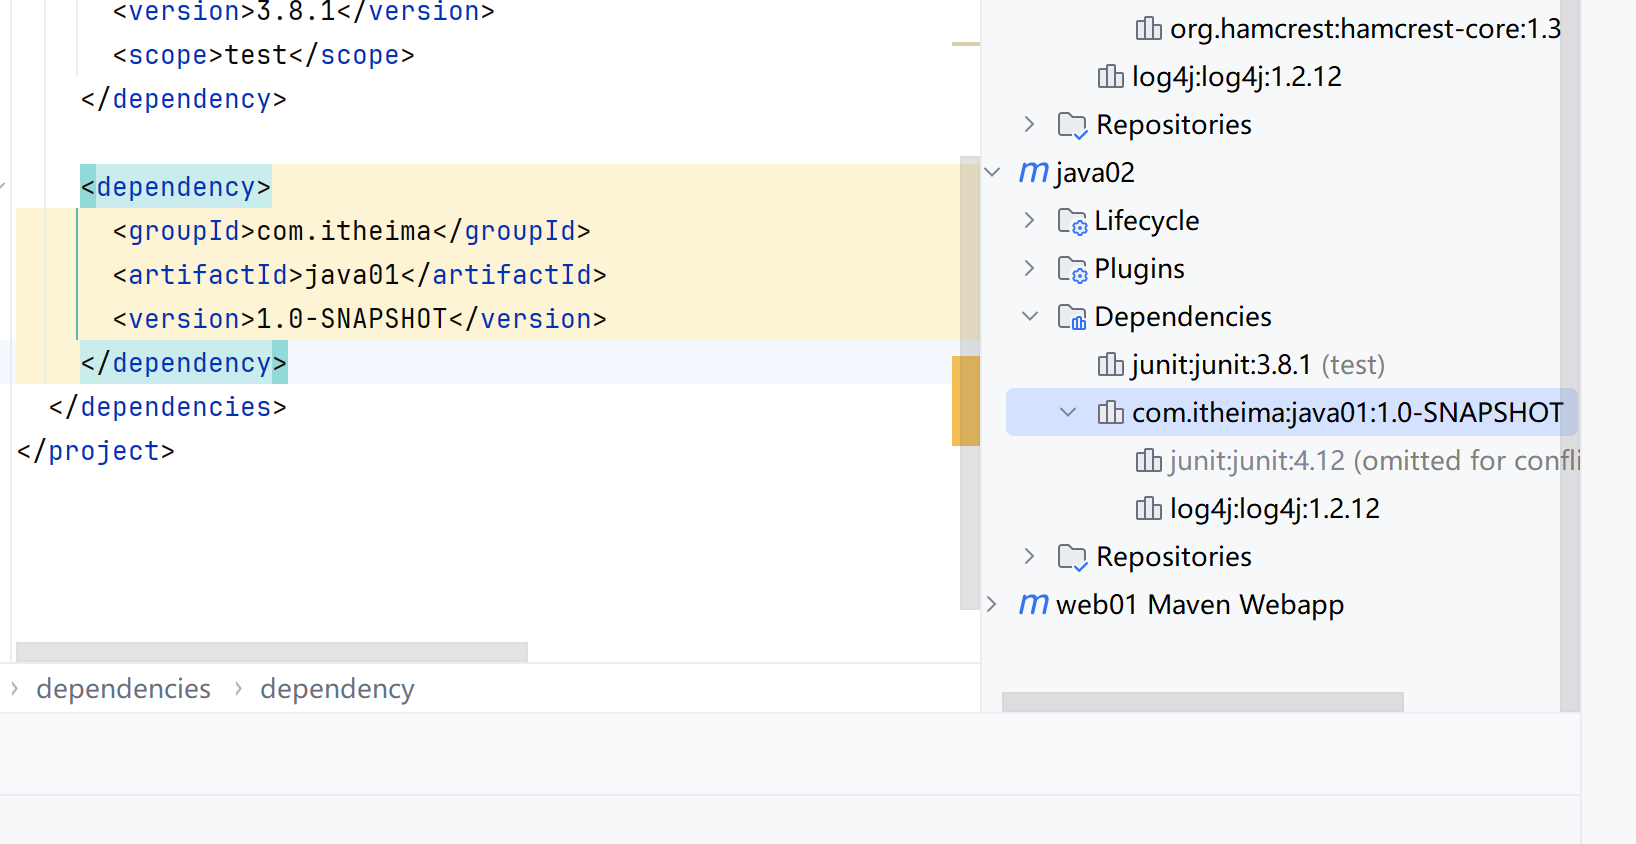 <version>3.8.1</version>
<scope>test</scope>
</dependency>
<dependency>
<groupId>com.itheima</groupId>
<artifactId>java01</artifactId>
<version>1.0-SNAPSHOT</version>
</dependency>
</dependencies>
</project>
dependencies
dependency
org.hamcrest:hamcrest-core:1.3
log4j:log4j:1.2.12
Repositories
java02
Lifecycle
Plugins
Dependencies
junit:junit:3.8.1 (test)
com.itheima:java01:1.0-SNAPSHOT
junit:junit:4.12 (omitted for confli
log4j:log4j:1.2.12
Repositories
web01 Maven Webapp